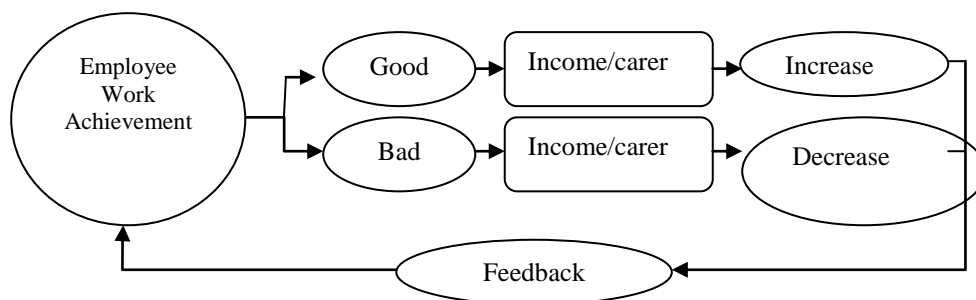 Employee
Work
Achievement
Good
Income/carer
Increase
Bad
Income/carer
Decrease
Feedback